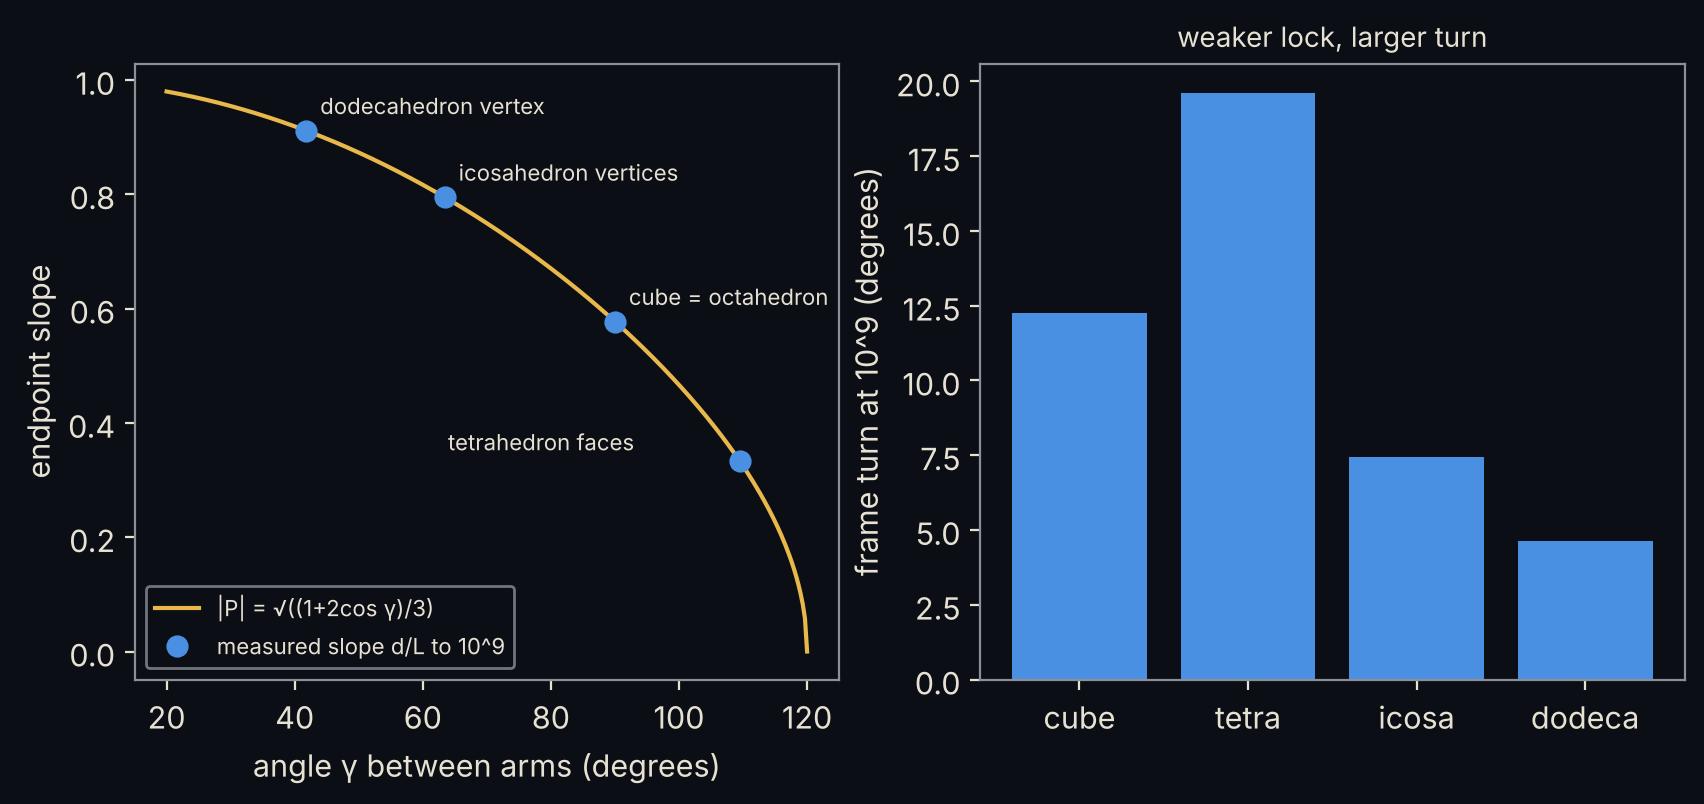 1.0
0.8
0.6
0.4
0.2
0.0
endpoint slope
dodecahedron vertex
icosahedron vertices
cube = octahedron
tetrahedron faces
|P| = √((1+2cos γ)/3)
measured slope d/L to 10^9
20 40 60 80 100 120
angle γ between arms (degrees)
weaker lock, larger turn
20.0
17.5
15.0
12.5
10.0
7.5
5.0
2.5
0.0
frame turn at 10^9 (degrees)
cube tetra icosa dodeca